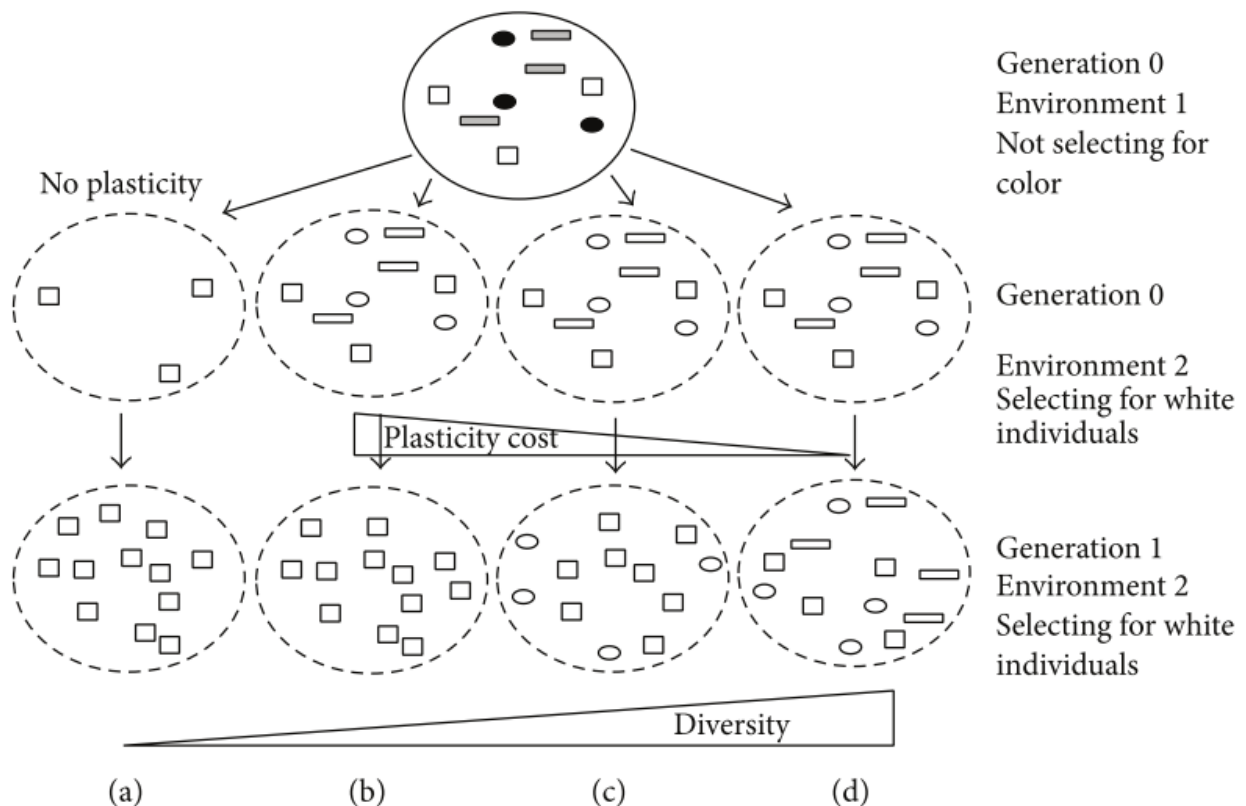 Generation 0
Environment 1
Not selecting for
color
No plasticity
Generation 0
Environment 2
Selecting for white
individuals
Plasticity cost
Generation 1
Environment 2
Selecting for white
individuals
Diversity
(a)
(b)
(c)
(d)